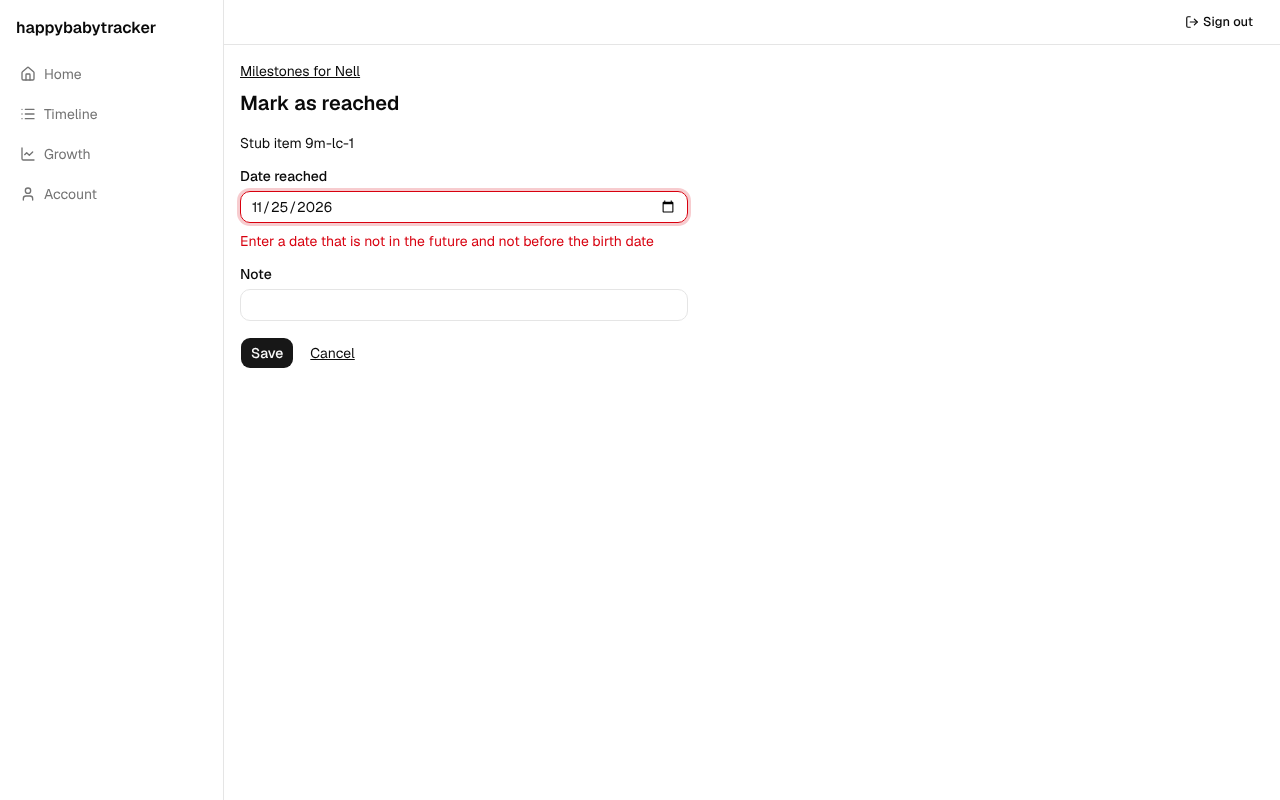 happybabytracker
Sign out
Home
Timeline
Growth
Account
Milestones for Nell
Mark as reached
Stub item 9m-lc-1
Date reached
11/25/2026
Enter a date that is not in the future and not before the birth date
Note
Save
Cancel